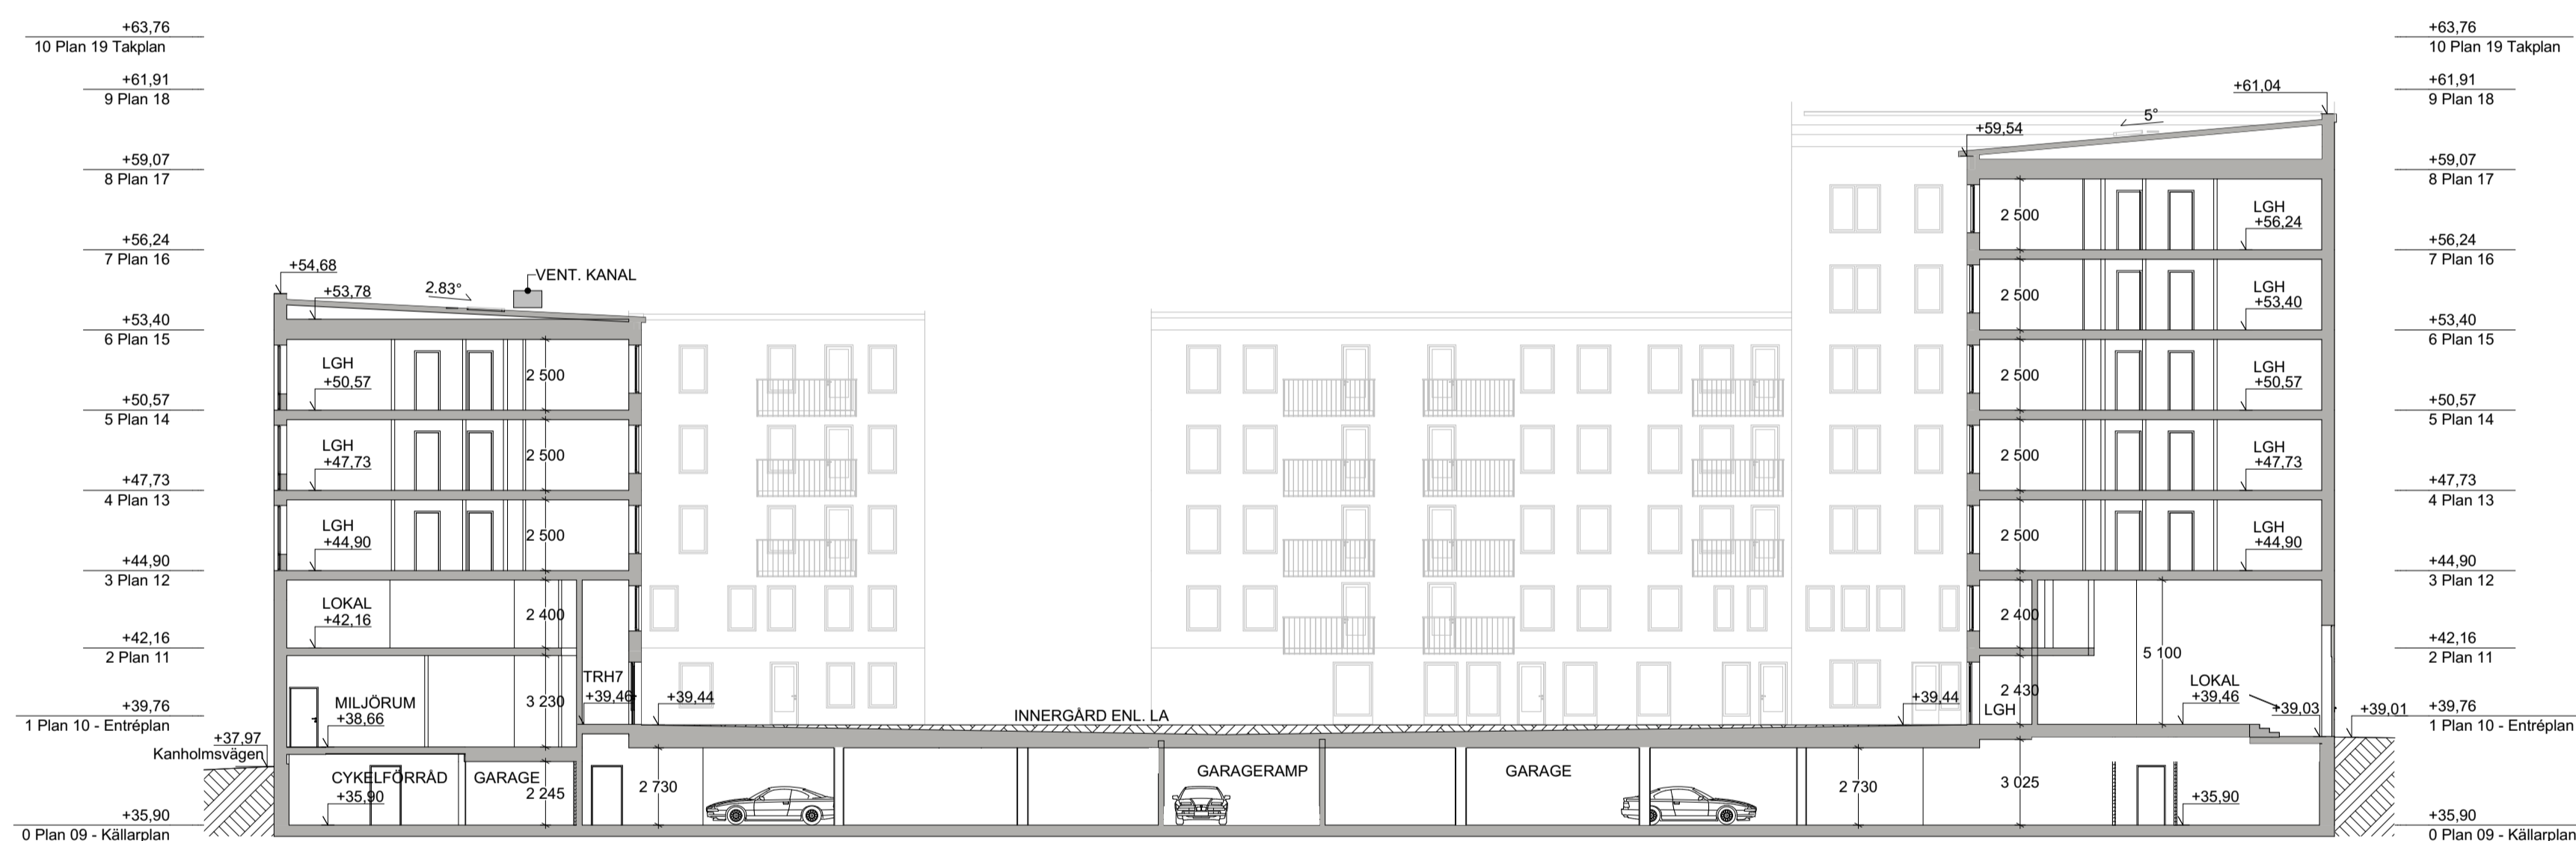 +63,76
10 Plan 19 Takplan
+61,91
9 Plan 18
+59,07
8 Plan 17
+56,24
7 Plan 16
+53,40
6 Plan 15
+50,57
5 Plan 14
+47,73
4 Plan 13
+44,90
3 Plan 12
+42,16
2 Plan 11
+39,76
1 Plan 10 - Entréplan
+37,97
Kanholmsvägen
+35,90
0 Plan 09 - Källarplan
+54,68
+53,78
2.83°
VENT. KANAL
LGH
+50,57
2 500
LGH
+47,73
2 500
LGH
+44,90
2 500
LOKAL
+42,16
2 400
MILJÖRUM
+38,66
3 230
TRH7
+39,46
+39,44
CYKELFÖRRÅD
+35,90
GARAGE
2 245
2 730
INNERGÅRD ENL. LA
GARAGERAMP
GARAGE
2 730
+39,44
+61,04
5°
+59,54
2 500
LGH
+56,24
2 500
LGH
+53,40
2 500
LGH
+50,57
2 500
LGH
+47,73
2 500
LGH
+44,90
2 400
5 100
2 430
LGH
LOKAL
+39,46
+39,03
+39,01
3 025
+35,90
+63,76
10 Plan 19 Takplan
+61,91
9 Plan 18
+59,07
8 Plan 17
+56,24
7 Plan 16
+53,40
6 Plan 15
+50,57
5 Plan 14
+47,73
4 Plan 13
+44,90
3 Plan 12
+42,16
2 Plan 11
+39,76
1 Plan 10 - Entréplan
+35,90
0 Plan 09 - Källarplan